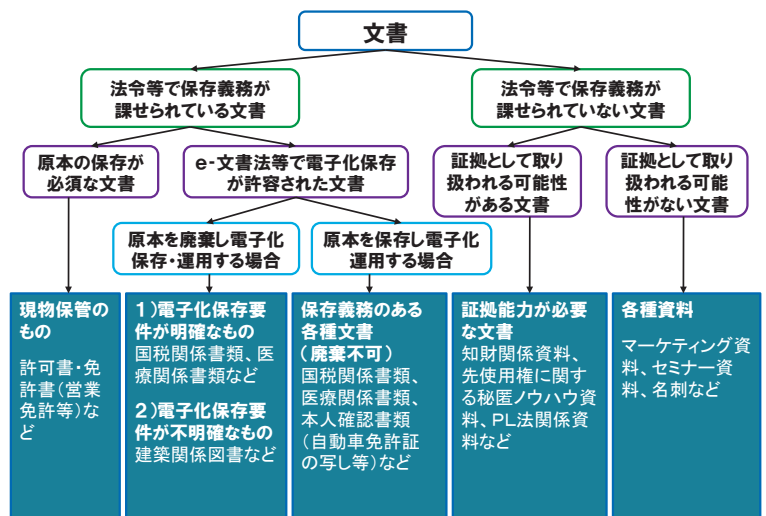 文書
法令等で保存義務が
課せられている文書
法令等で保存義務が
課せられていない文書
原本の保存が
必須な文書
e-文書法等で電子化保存
が許容された文書
証拠として取り
扱われる可能性
がある文書
証拠として取り
扱われる可能
性がない文書
原本を廃棄し電子化
保存・運用する場合
原本を保存し電子化
運用する場合
現物保管の
もの
許可書・免
許書(営業
免許等)な
ど
1)電子化保存要
件が明確なもの
国税関係書類、医
療関係書類など
2)電子化保存要
件が不明確なもの
建築関係図書など
保存義務のある
各種文書
(廃棄不可)
国税関係書類、
医療関係書類、
本人確認書類
(自動車免許証
の写し等)など
証拠能力が必要
な文書
知財関係資料、
先使用権に関す
る秘匿ノウハウ資
料、PL法関係資
料など
各種資料
マーケティング資
料、セミナー資
料、名刺など